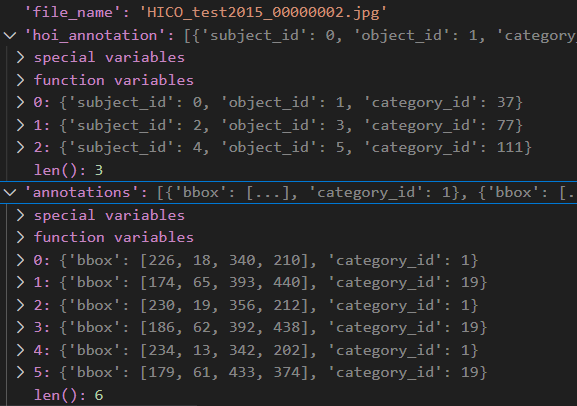 'file_name': 'HICO_test2015_00000002.jpg'
'hoi_annotation': [{'subject_id': 0, 'object_id': 1, 'category_
special variables
function variables
0: {'subject_id': 0, 'object_id': 1, 'category_id': 37}
1: {'subject_id': 2, 'object_id': 3, 'category_id': 77}
2: {'subject_id': 4, 'object_id': 5, 'category_id': 111}
len(): 3
'annotations': [{'bbox': [...], 'category_id': 1}, {'bbox': [.
special variables
function variables
0: {'bbox': [226, 18, 340, 210], 'category_id': 1}
1: {'bbox': [174, 65, 393, 440], 'category_id': 19}
2: {'bbox': [230, 19, 356, 212], 'category_id': 1}
3: {'bbox': [186, 62, 392, 438], 'category_id': 19}
4: {'bbox': [234, 13, 342, 202], 'category_id': 1}
5: {'bbox': [179, 61, 433, 374], 'category_id': 19}
len(): 6